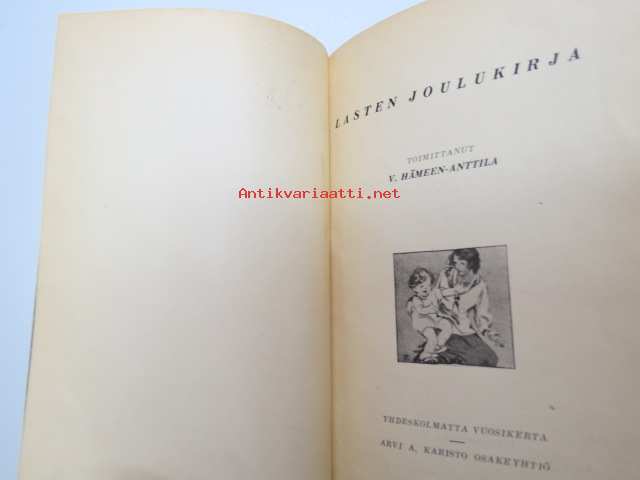 LASTEN JOULUKIRJA
TOIMITTANUT
V. HÄMEEN-ANTTILA
Antikvariaatti.net
YHDESKOLMATTA VUOSIKERTA
ARVI A. KARISTO OSAKEYHTIÖ